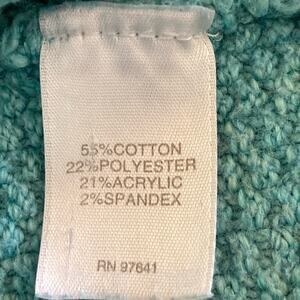 55%COTTON
22%POLYESTER
21%ACRYLIC
2%SPANDEX
RN 97641